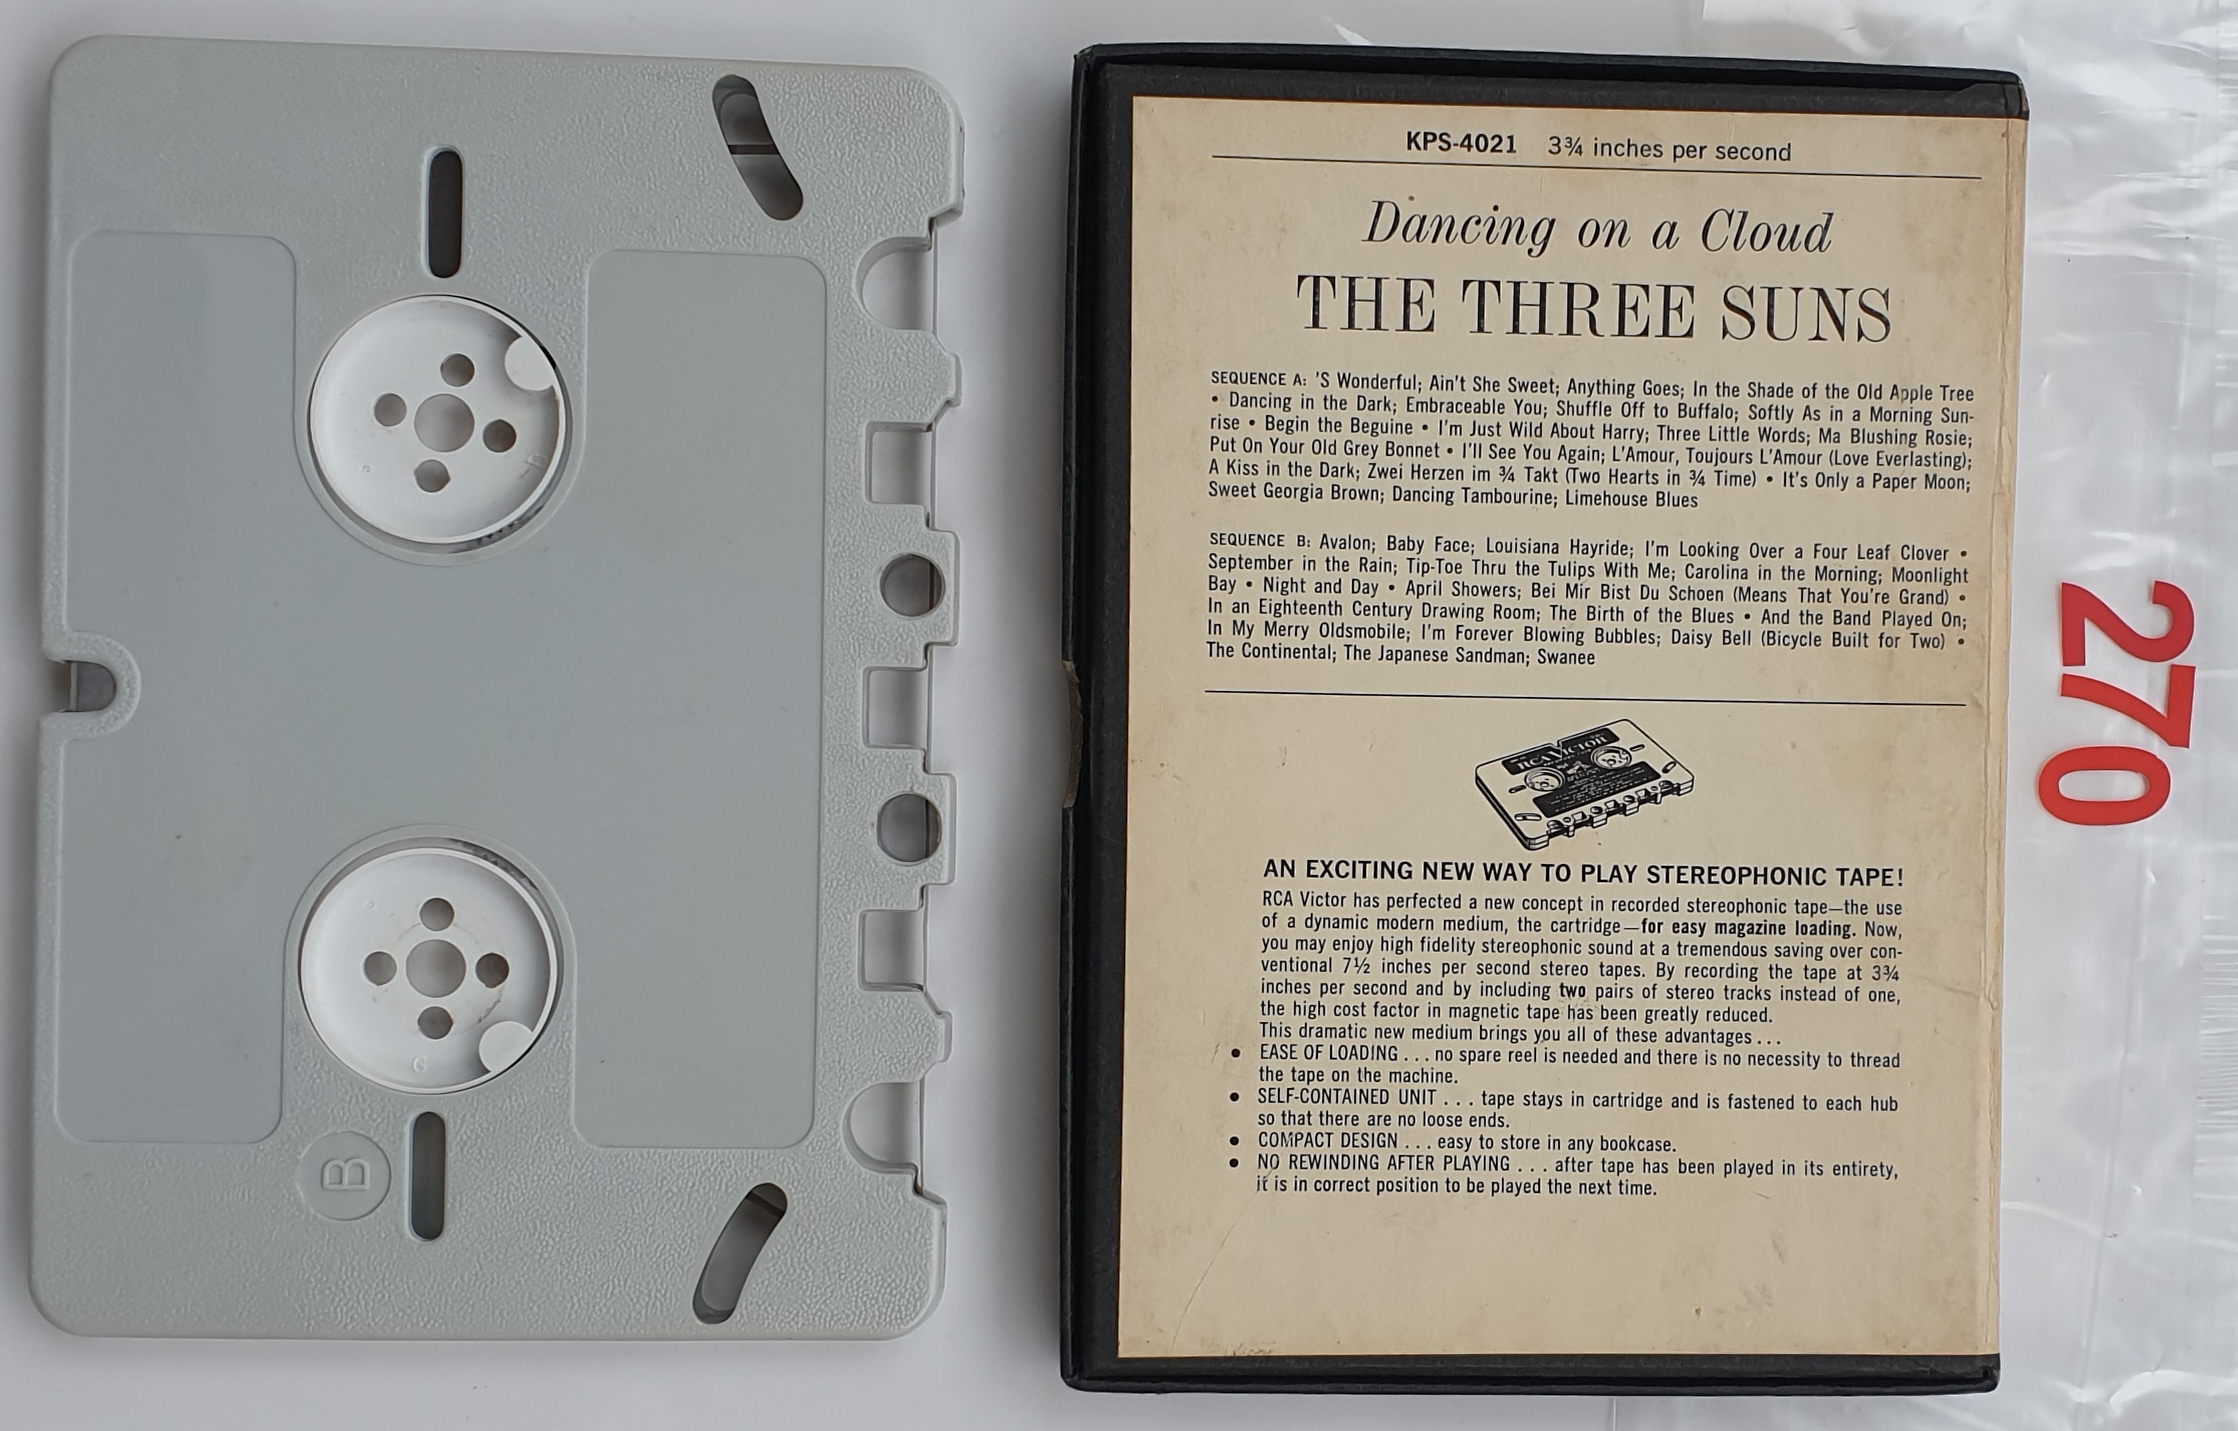 B
KPS-4021 3¾ inches per second
Dancing on a Cloud
THE THREE SUNS
SEQUENCE A: 'S Wonderful; Ain't She Sweet; Anything Goes; In the Shade of the Old Apple Tree
• Dancing in the Dark; Embraceable You; Shuffle Off to Buffalo; Softly As in a Morning Sun-
rise • Begin the Beguine • I'm Just Wild About Harry; Three Little Words; Ma Blushing Rosie;
Put On Your Old Grey Bonnet • I'll See You Again; L'Amour, Toujours L'Amour (Love Everlasting);
A Kiss in the Dark; Zwei Herzen im ¾ Takt (Two Hearts in ¾ Time) • It's Only a Paper Moon;
Sweet Georgia Brown; Dancing Tambourine; Limehouse Blues
SEQUENCE B: Avalon; Baby Face; Louisiana Hayride; I'm Looking Over a Four Leaf Clover •
September in the Rain; Tip-Toe Thru the Tulips With Me; Carolina in the Morning; Moonlight
Bay • Night and Day • April Showers; Bei Mir Bist Du Schoen (Means That You're Grand) •
In an Eighteenth Century Drawing Room; The Birth of the Blues • And the Band Played On;
In My Merry Oldsmobile; I'm Forever Blowing Bubbles; Daisy Bell (Bicycle Built for Two) •
The Continental; The Japanese Sandman; Swanee
RCA VICTOR
AN EXCITING NEW WAY TO PLAY STEREOPHONIC TAPE!
RCA Victor has perfected a new concept in recorded stereophonic tape—the use
of a dynamic modern medium, the cartridge—for easy magazine loading. Now,
you may enjoy high fidelity stereophonic sound at a tremendous saving over con-
ventional 7½ inches per second stereo tapes. By recording the tape at 3¾
inches per second and by including two pairs of stereo tracks instead of one,
the high cost factor in magnetic tape has been greatly reduced.
This dramatic new medium brings you all of these advantages . . .
• EASE OF LOADING . . . no spare reel is needed and there is no necessity to thread
the tape on the machine.
• SELF-CONTAINED UNIT . . . tape stays in cartridge and is fastened to each hub
so that there are no loose ends.
• COMPACT DESIGN . . . easy to store in any bookcase.
• NO REWINDING AFTER PLAYING . . . after tape has been played in its entirety,
it is in correct position to be played the next time.
270